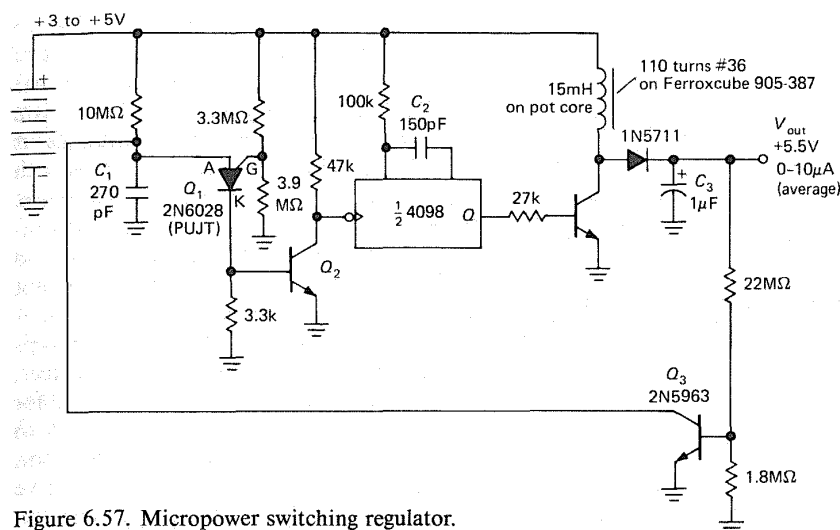 +3 to +5V
+
10MΩ
C1
270
pF
A
G
K
Q1
2N6028
(PUJT)
3.3MΩ
3.9
MΩ
3.3k
47k
Q2
100k
C2
150pF
½ 4098
Q
27k
15mH
on pot core
110 turns #36
on Ferroxcube 905-387
1N5711
+
C3
1μF
Vout
+5.5V
0-10μA
(average)
22MΩ
Q3
2N5963
1.8MΩ
Figure 6.57. Micropower switching regulator.